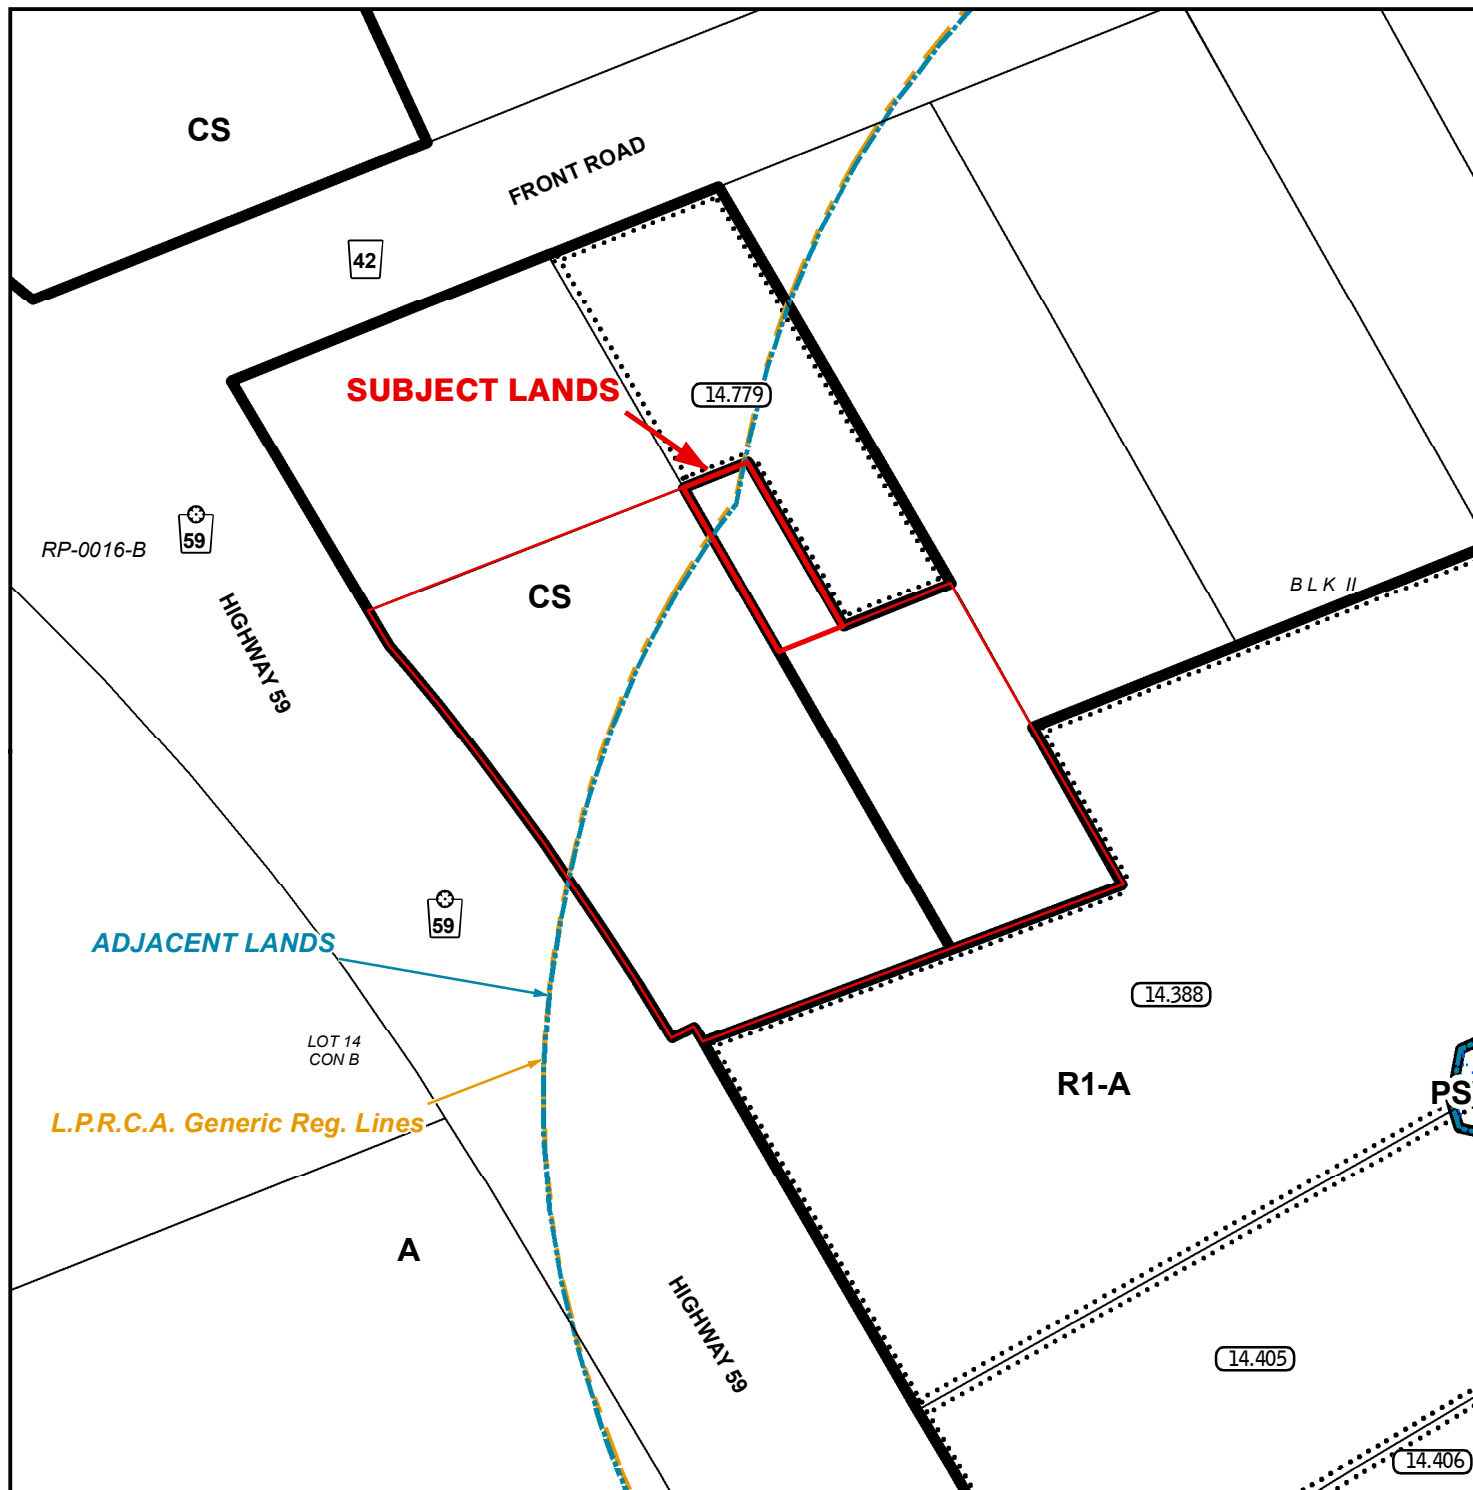 CS
FRONT ROAD
42
SUBJECT LANDS
14.779
59
RP-0016-B
BLK II
CS
HIGHWAY 59
59
ADJACENT LANDS
14.388
LOT 14
CON B
R1-A
PS
L.P.R.C.A. Generic Reg. Lines
A
HIGHWAY 59
14.405
14.406